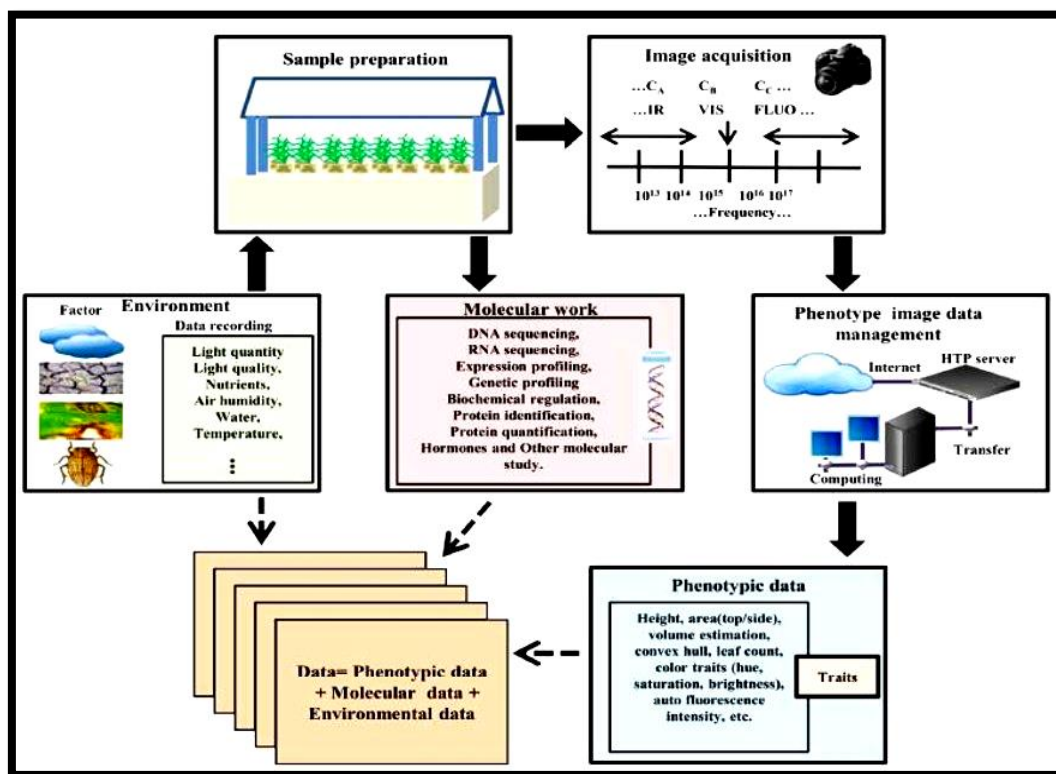 Sample preparation
Image acquisition
...C_A C_B C_C ...
...IR VIS FLUO ...
10¹³ 10¹⁴ 10¹⁵ 10¹⁶ 10¹⁷
...Frequency...
Environment
Factor
Data recording
Light quantity
Light quality,
Nutrients,
Air humidity,
Water,
Temperature,
⋮
Molecular work
DNA sequencing,
RNA sequencing,
Expression profiling,
Genetic profiling
Biochemical regulation,
Protein identification,
Protein quantification,
Hormones and Other molecular
study.
Phenotype image data
management
HTP server
Internet
Transfer
Computing
Data= Phenotypic data
+ Molecular data +
Environmental data
Phenotypic data
Height, area(top/side),
volume estimation,
convex hull, leaf count,
color traits (hue,
saturation, brightness),
auto fluorescence
intensity, etc.
Traits